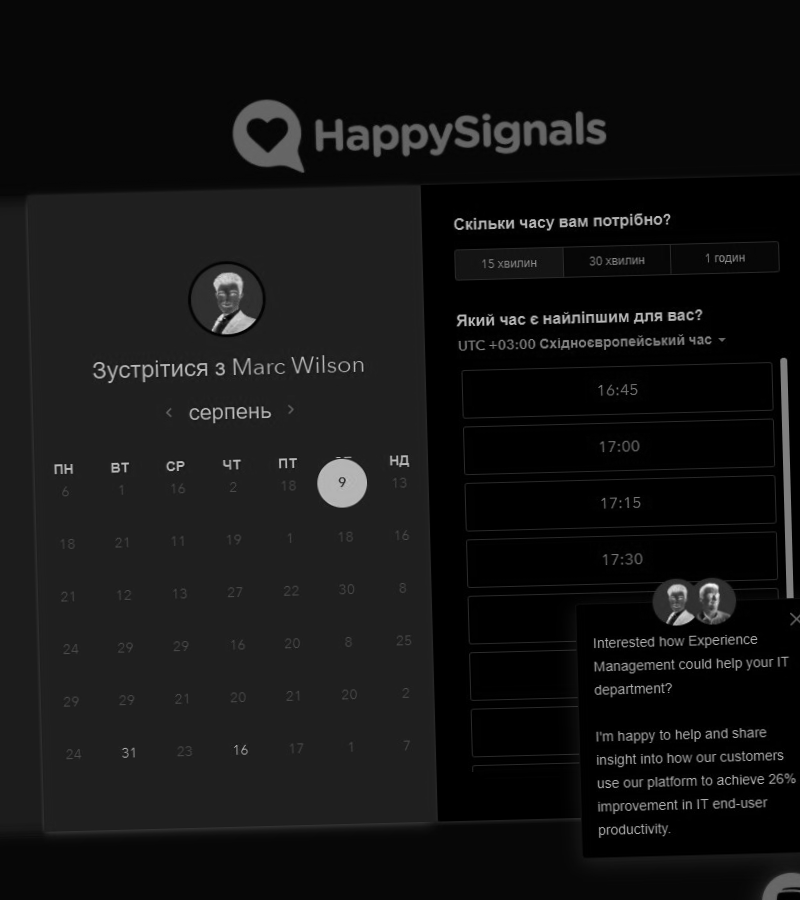 HappySignals
Зустрітися з Marc Wilson
серпень
ПН ВТ СР ЧТ ПТ НД
6 1 16 2 18 9 13
18 21 11 19 1 18 16
21 12 13 27 22 30 8
24 29 29 16 20 8 25
29 29 21 20 21 20 2
24 31 23 16 17 1 7
Скільки часу вам потрібно?
15 хвилин 30 хвилин 1 годин
Який час є найліпшим для вас?
UTC +03:00 Східноєвропейський час
16:45
17:00
17:15
17:30
Interested how Experience
Management could help your IT
department?
I'm happy to help and share
insight into how our customers
use our platform to achieve 26%
improvement in IT end-user
productivity.